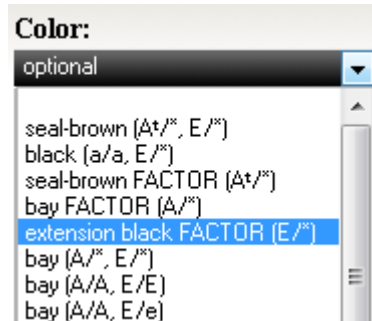 Color:
optional
seal-brown (Aᵗ/*, E/*)
black (a/a, E/*)
seal-brown FACTOR (Aᵗ/*)
bay FACTOR (A/*)
extension black FACTOR (E/*)
bay (A/*, E/*)
bay (A/A, E/E)
bay (A/A, E/e)